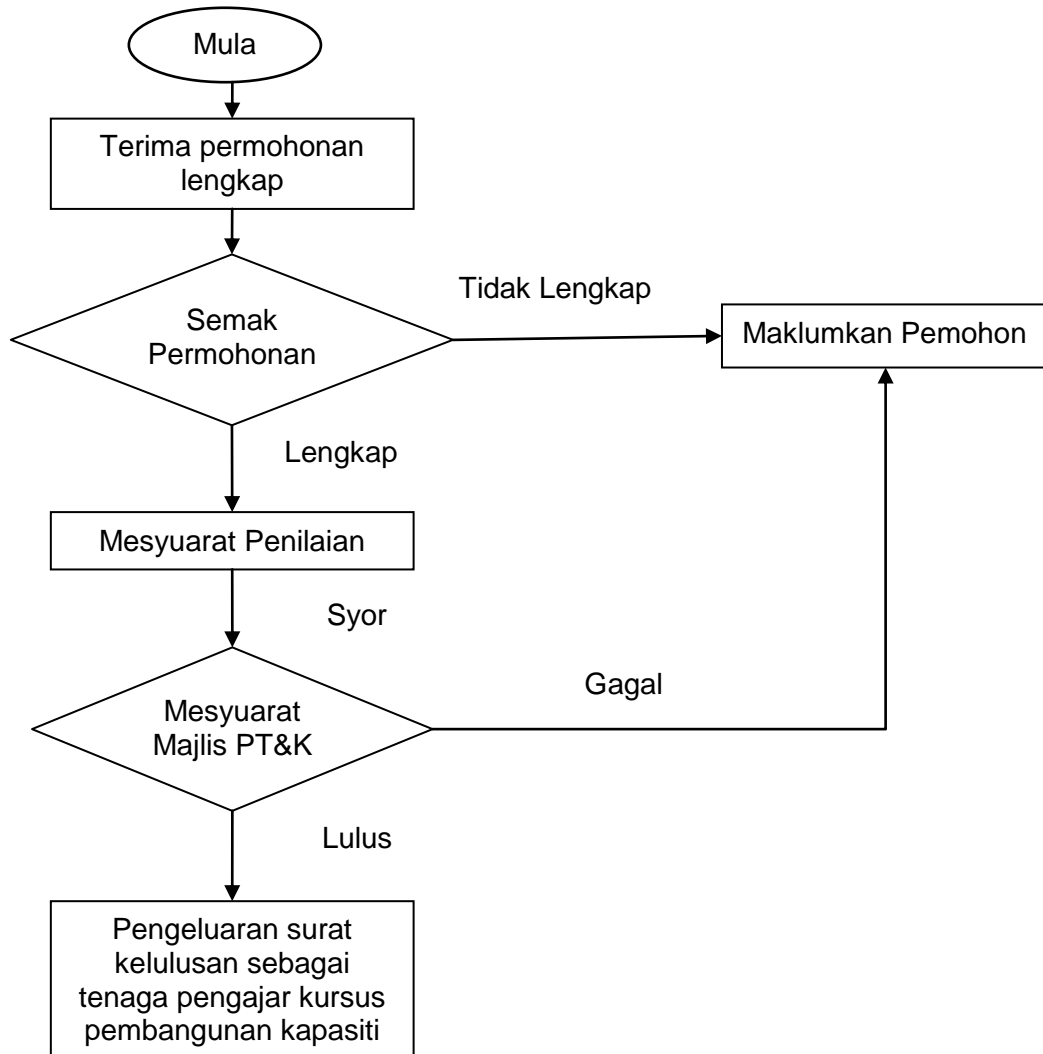 Mula
Terima permohonan
lengkap
Tidak Lengkap
Semak
Permohonan
Maklumkan Pemohon
Lengkap
Mesyuarat Penilaian
Syor
Gagal
Mesyuarat
Majlis PT&K
Lulus
Pengeluaran surat
kelulusan sebagai
tenaga pengajar kursus
pembangunan kapasiti